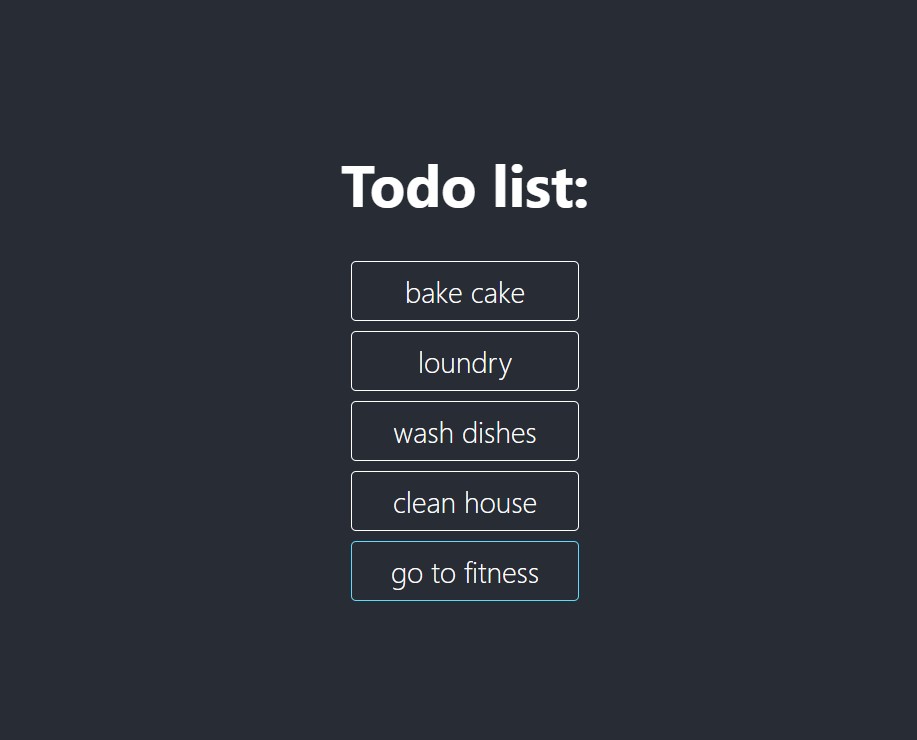 Todo list:
bake cake
loundry
wash dishes
clean house
go to fitness